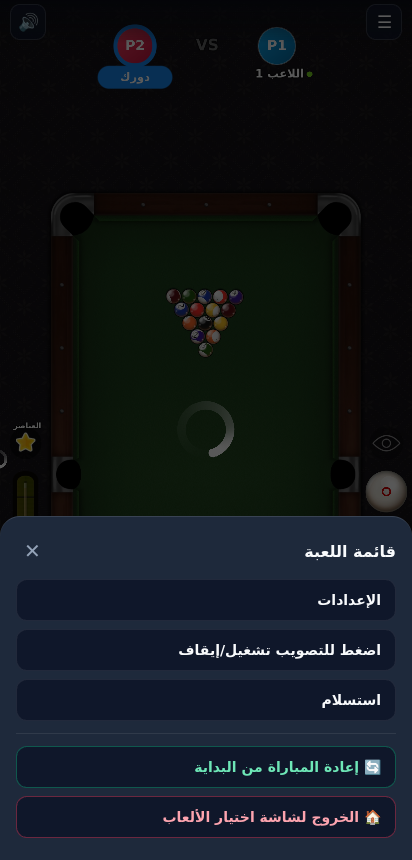 P2 VS P1
دورك
اللاعب 1
العناصر
قائمة اللعبة ✕
الإعدادات
اضغط للتصويب تشغيل/إيقاف
استسلام
🔄 إعادة المباراة من البداية
🏠 الخروج لشاشة اختيار الألعاب